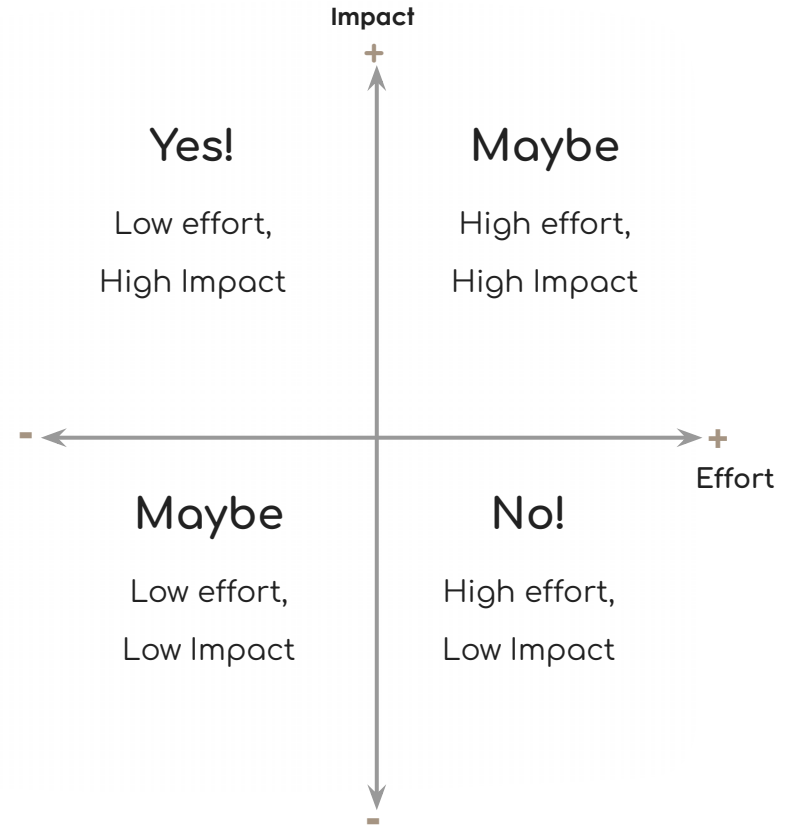 Impact
+
Yes!
Low effort,
High Impact
Maybe
High effort,
High Impact
-
+
Effort
Maybe
Low effort,
Low Impact
No!
High effort,
Low Impact
-